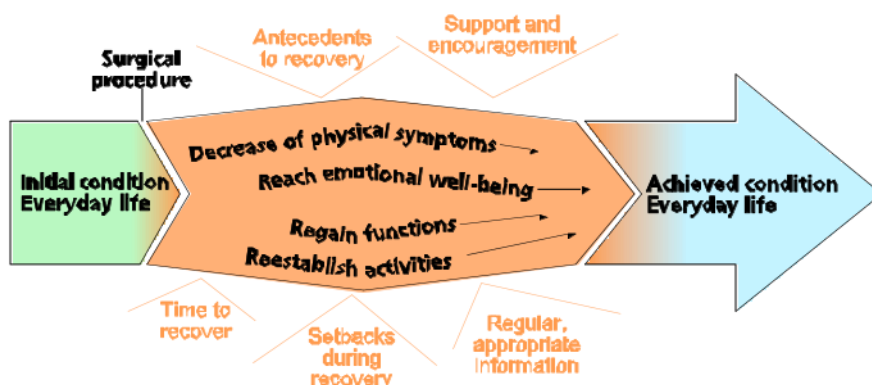 Antecedents
to recovery
Support and
encouragement
Surgical
procedure
Decrease of physical symptoms
Reach emotional well-being
Initial condition
Everyday life
Achieved condition
Everyday life
Regain functions
Reestablish activities
Time to
recover
Setbacks
during
recovery
Regular,
appropriate
information